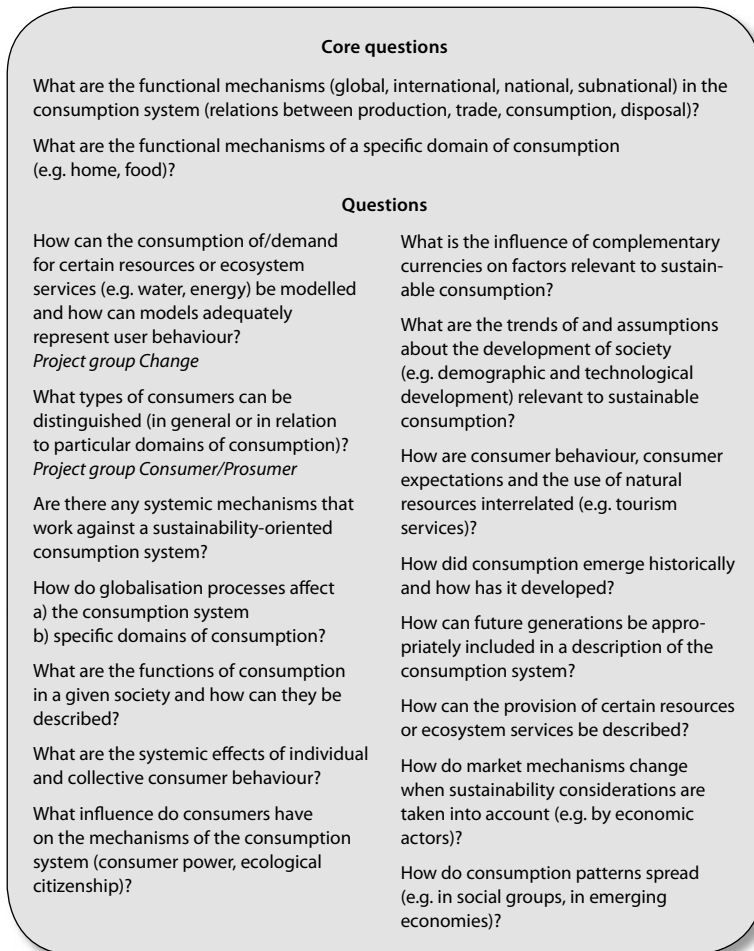 Core questions
What are the functional mechanisms (global, international, national, subnational) in the
consumption system (relations between production, trade, consumption, disposal)?
What are the functional mechanisms of a specific domain of consumption
(e.g. home, food)?
Questions
How can the consumption of/demand
for certain resources or ecosystem
services (e.g. water, energy) be modelled
and how can models adequately
represent user behaviour?
Project group Change
What types of consumers can be
distinguished (in general or in relation
to particular domains of consumption)?
Project group Consumer/Prosumer
Are there any systemic mechanisms that
work against a sustainability-oriented
consumption system?
How do globalisation processes affect
a) the consumption system
b) specific domains of consumption?
What are the functions of consumption
in a given society and how can they be
described?
What are the systemic effects of individual
and collective consumer behaviour?
What influence do consumers have
on the mechanisms of the consumption
system (consumer power, ecological
citizenship)?
What is the influence of complementary
currencies on factors relevant to sustain-
able consumption?
What are the trends of and assumptions
about the development of society
(e.g. demographic and technological
development) relevant to sustainable
consumption?
How are consumer behaviour, consumer
expectations and the use of natural
resources interrelated (e.g. tourism
services)?
How did consumption emerge historically
and how has it developed?
How can future generations be appro-
priately included in a description of the
consumption system?
How can the provision of certain resources
or ecosystem services be described?
How do market mechanisms change
when sustainability considerations are
taken into account (e.g. by economic
actors)?
How do consumption patterns spread
(e.g. in social groups, in emerging
economies)?